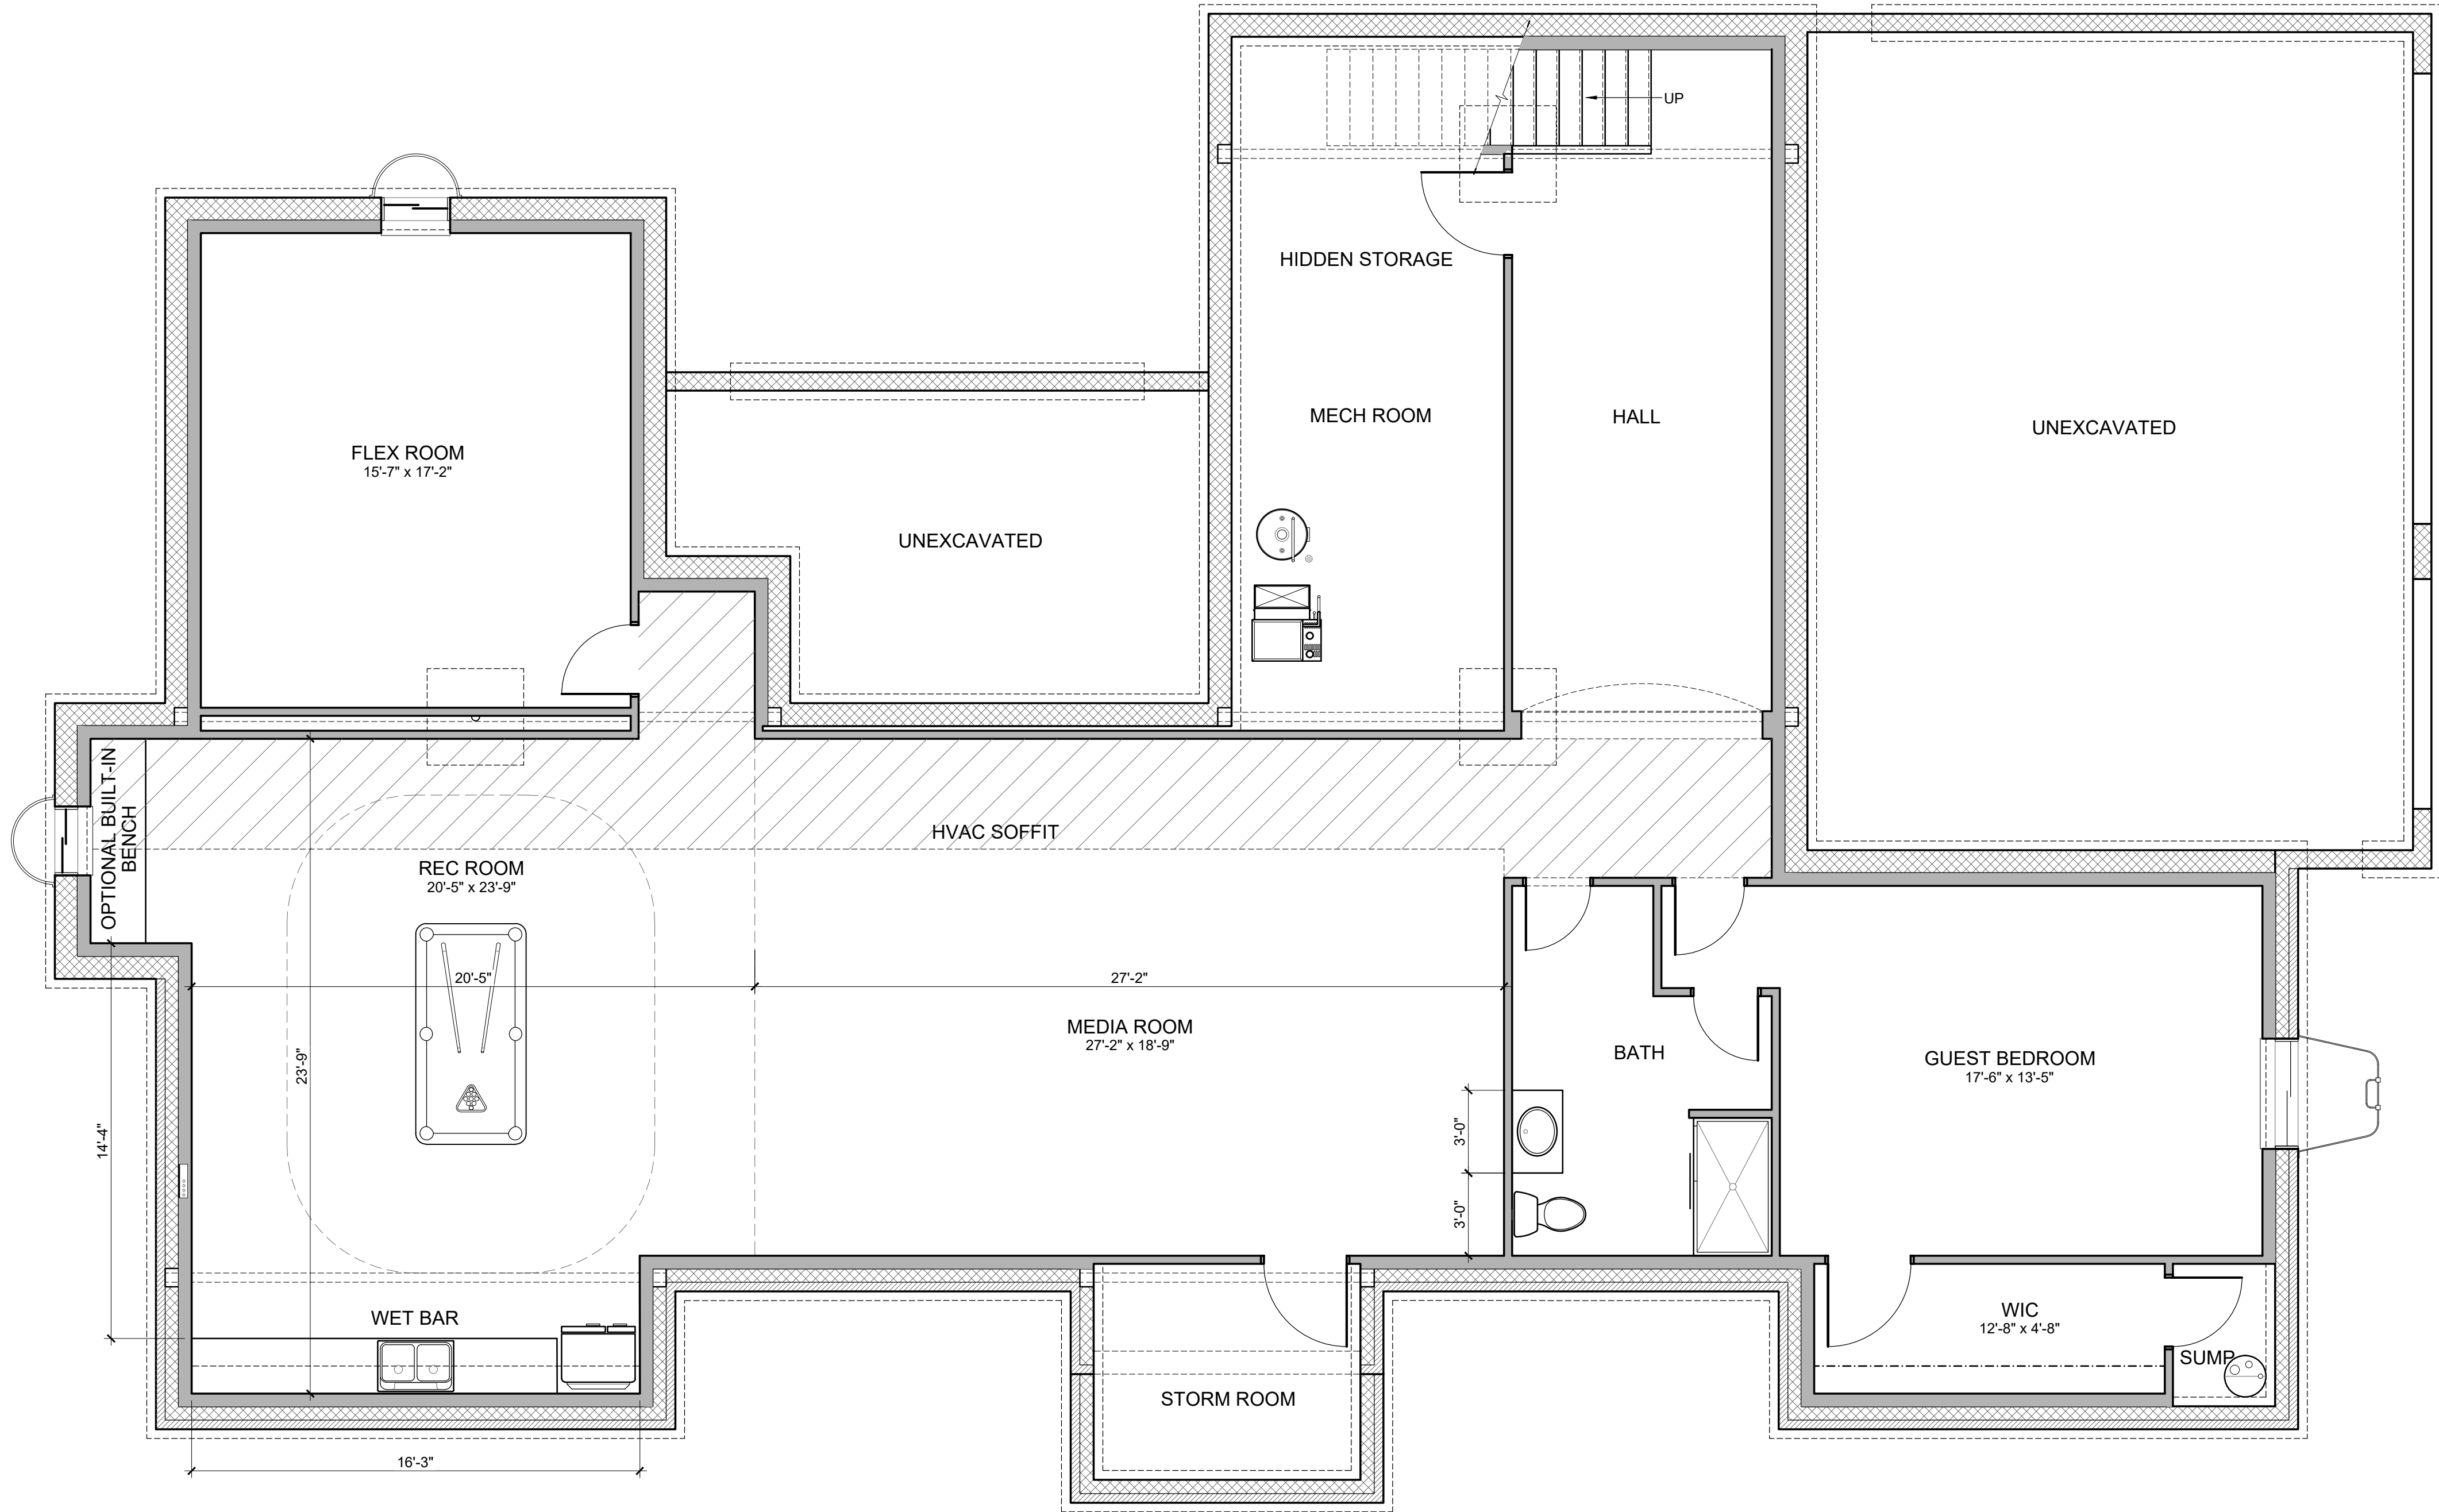 UP
HIDDEN STORAGE
MECH ROOM
HALL
UNEXCAVATED
FLEX ROOM
15'-7" x 17'-2"
UNEXCAVATED
OPTIONAL BUILT-IN
BENCH
HVAC SOFFIT
REC ROOM
20'-5" x 23'-9"
20'-5"
27'-2"
MEDIA ROOM
27'-2" x 18'-9"
BATH
GUEST BEDROOM
17'-6" x 13'-5"
23'-9"
14'-4"
3'-0"
3'-0"
WET BAR
WIC
12'-8" x 4'-8"
SUMP
STORM ROOM
16'-3"